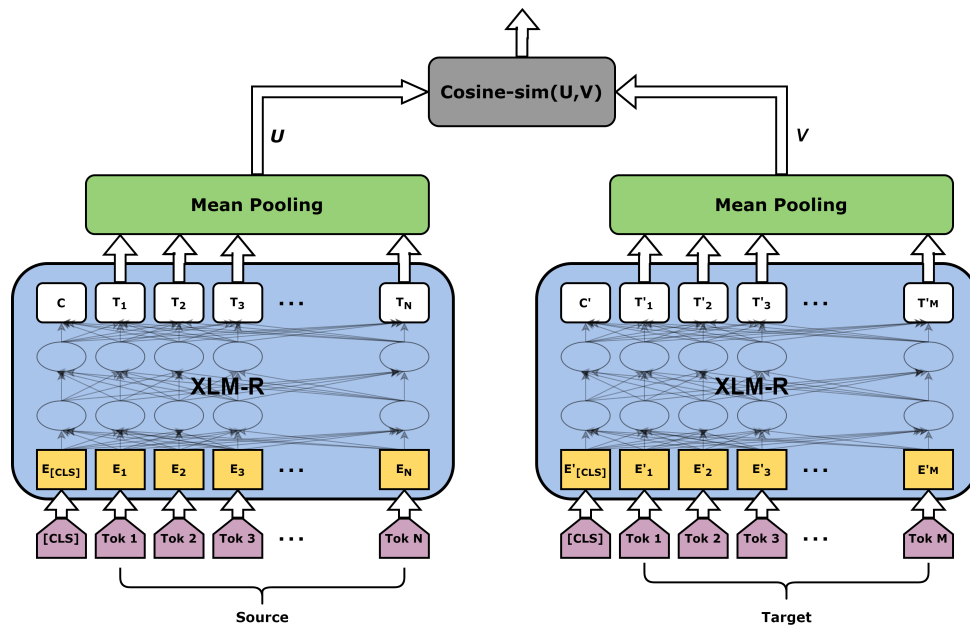 Cosine-sim(U,V)
U
V
Mean Pooling
Mean Pooling
C T1 T2 T3 ... TN
C' T'1 T'2 T'3 ... T'M
XLM-R
XLM-R
E[CLS] E1 E2 E3 ... EN
E'[CLS] E'1 E'2 E'3 ... E'M
[CLS] Tok 1 Tok 2 Tok 3 ... Tok N
[CLS] Tok 1 Tok 2 Tok 3 ... Tok M
Source
Target